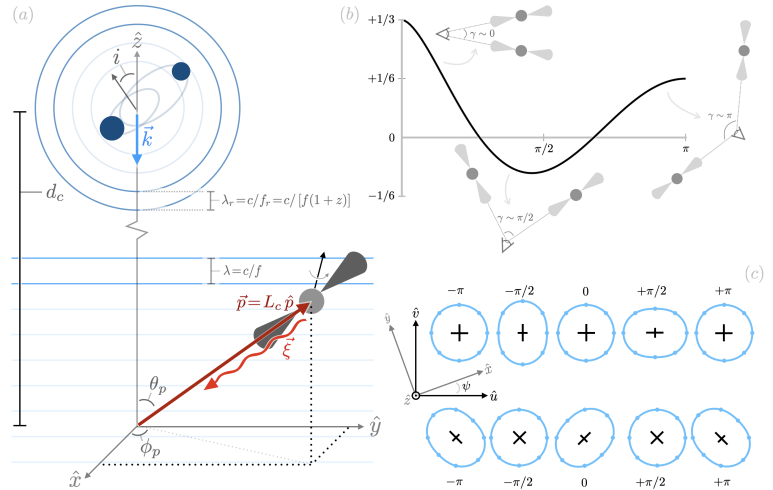 (a)
ẑ
i
k⃗
d_c
λ_r = c/f_r = c/[f(1+z)]
λ = c/f
p⃗ = L_c p̂
ξ⃗
θ_p
ϕ_p
ŷ
x̂
(b)
+1/3
+1/6
0
−1/6
π/2
π
γ ∼ 0
γ ∼ π
γ ∼ π/2
(c)
−π −π/2 0 +π/2 +π
ŷ
v̂
x̂
ψ
ẑ
û
−π −π/2 0 +π/2 +π